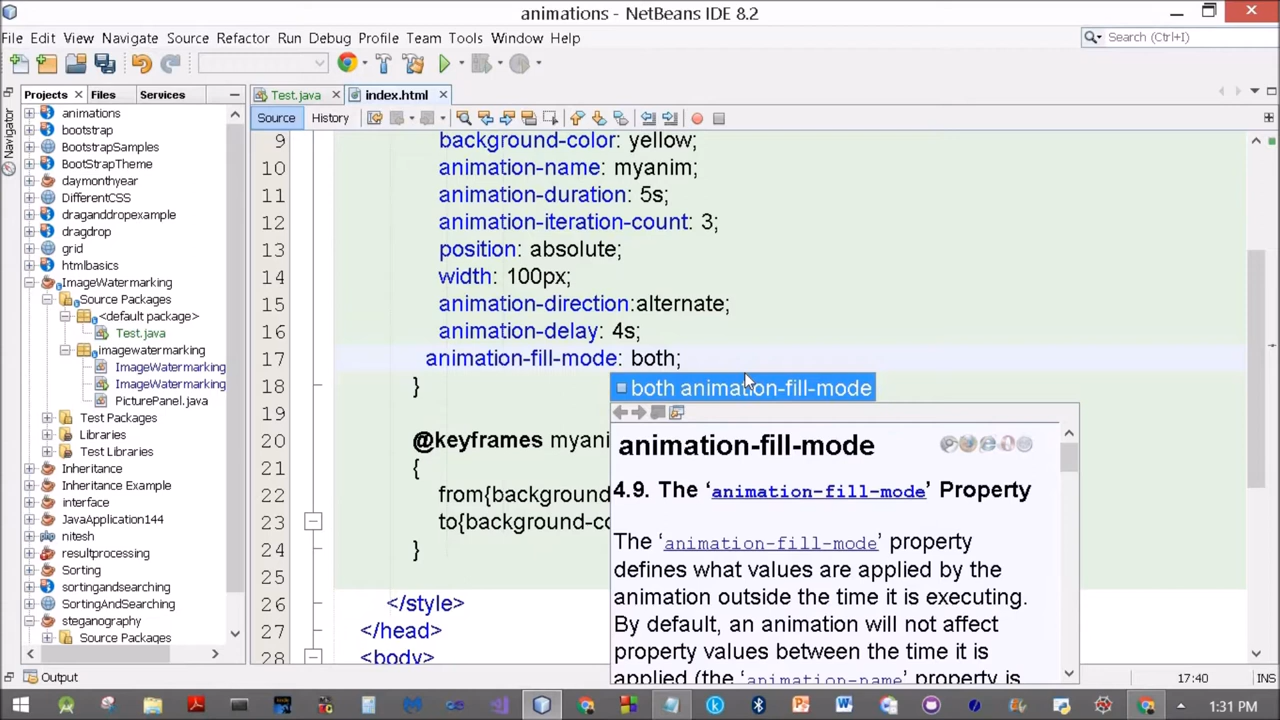 animations - NetBeans IDE 8.2
File Edit View Navigate Source Refactor Run Debug Profile Team Tools Window Help
Search (Ctrl+I)
Projects Files Services
Test.java index.html
Navigator
Source History
animations
bootstrap
BootstrapSamples
BootStrapTheme
daymonthyear
DifferentCSS
draganddropexample
dragdrop
grid
htmlbasics
ImageWatermarking
Source Packages
<default package>
Test.java
imagewatermarking
ImageWatermarking
ImageWatermarking
PicturePanel.java
Test Packages
Libraries
Test Libraries
Inheritance
Inheritance Example
interface
JavaApplication144
nitesh
resultprocessing
Sorting
sortingandsearching
SortingAndSearching
steganography
Source Packages
9 background-color: yellow;
10 animation-name: myanim;
11 animation-duration: 5s;
12 animation-iteration-count: 3;
13 position: absolute;
14 width: 100px;
15 animation-direction:alternate;
16 animation-delay: 4s;
17 animation-fill-mode: both;
18 }
19
20 @keyframes myani
21 {
22 from{background
23 to{background-co
24 }
25
26 </style>
27 </head>
28 <body>
both animation-fill-mode
animation-fill-mode
4.9. The ‘animation-fill-mode’ Property
The ‘animation-fill-mode’ property
defines what values are applied by the
animation outside the time it is executing.
By default, an animation will not affect
property values between the time it is
applied (the ‘animation-name’ property is
Output
17:40 INS
1:31 PM